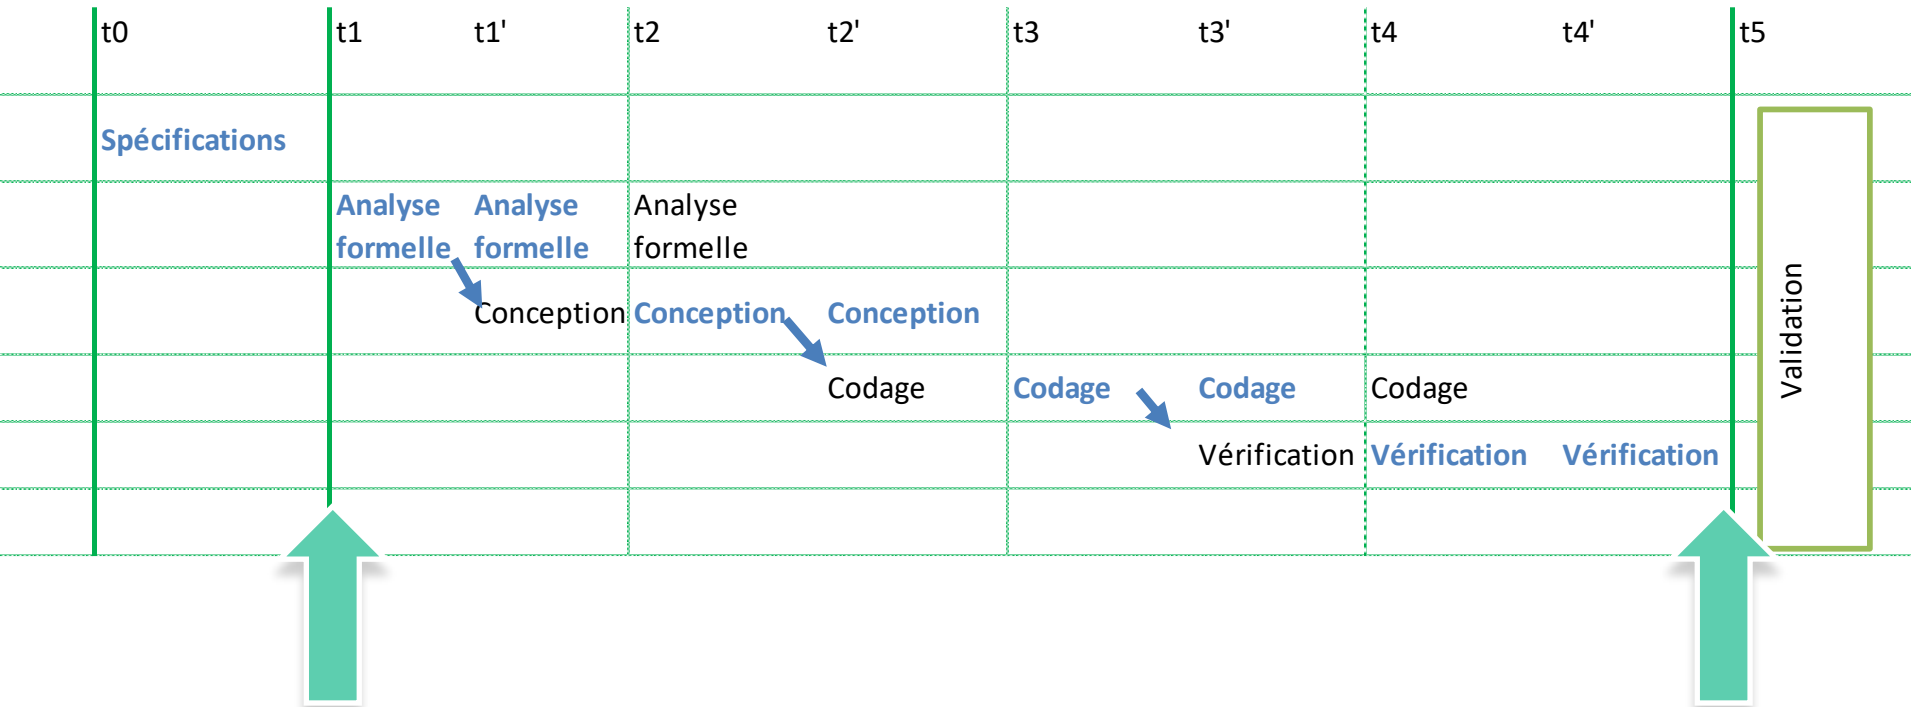 t0 t1 t1' t2 t2' t3 t3' t4 t4' t5
Spécifications
Analyse Analyse Analyse
formelle formelle formelle
Conception Conception Conception
Codage Codage Codage Codage
Vérification Vérification Vérification
Validation